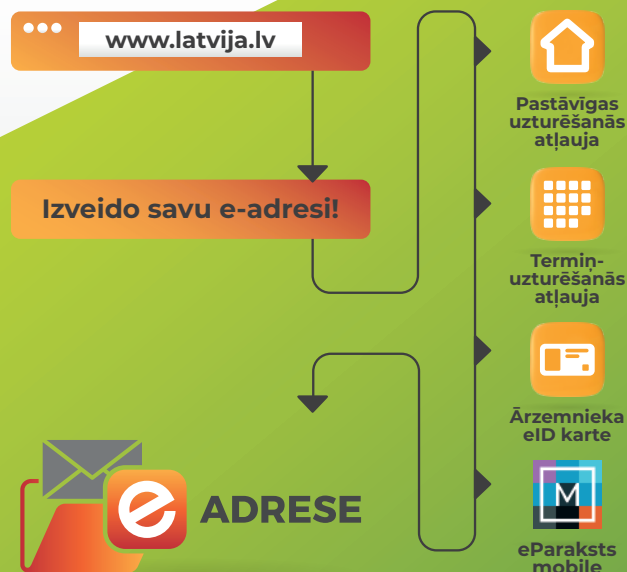 www.latvija.lv
Izveido savu e-adresi!
Pastāvīgas
uzturēšanās
atļauja
Termiņ-
uzturēšanās
atļauja
Ārzemnieka
eID karte
M
eParaksts
mobile
e ADRESE